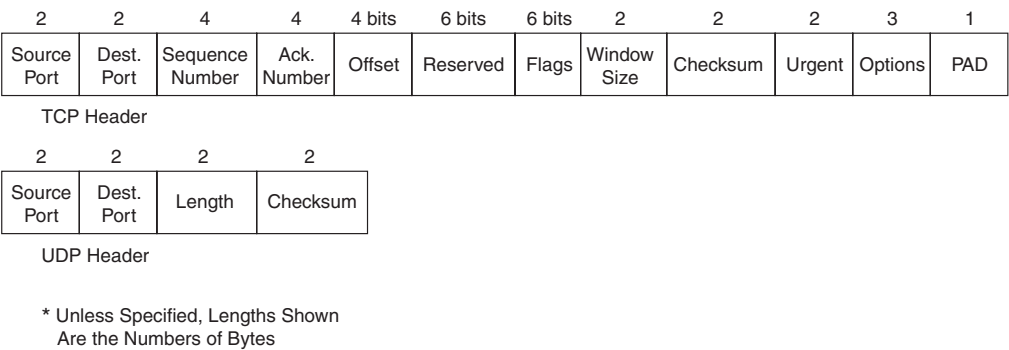 2 2 4 4 4 bits 6 bits 6 bits 2 2 2 3 1
Source Port Dest. Port Sequence Number Ack. Number Offset Reserved Flags Window Size Checksum Urgent Options PAD
TCP Header
2 2 2 2
Source Port Dest. Port Length Checksum
UDP Header
* Unless Specified, Lengths Shown
Are the Numbers of Bytes